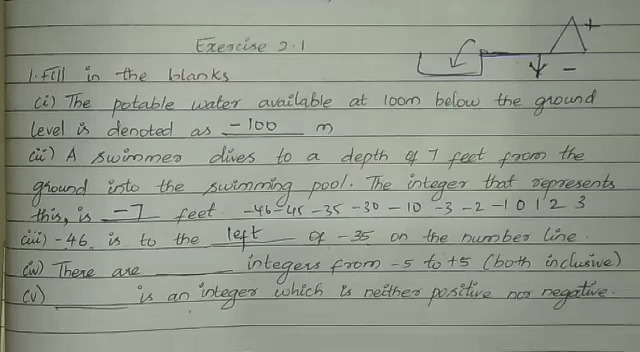 Exercise 2.1
1. Fill in the blanks
(i) The potable water available at 100m below the ground
level is denoted as -100 m
(ii) A swimmer dives to a depth of 7 feet from the
ground into the swimming pool. The integer that represents
this, is -7 feet. -46 -45 -35 -30 -10 -3 -2 -1 0 1 2 3
(iii) -46 is to the left of -35 on the number line.
(iv) There are ______ integers from -5 to +5 (both inclusive)
(v) ______ is an integer which is neither positive nor negative.
+
-